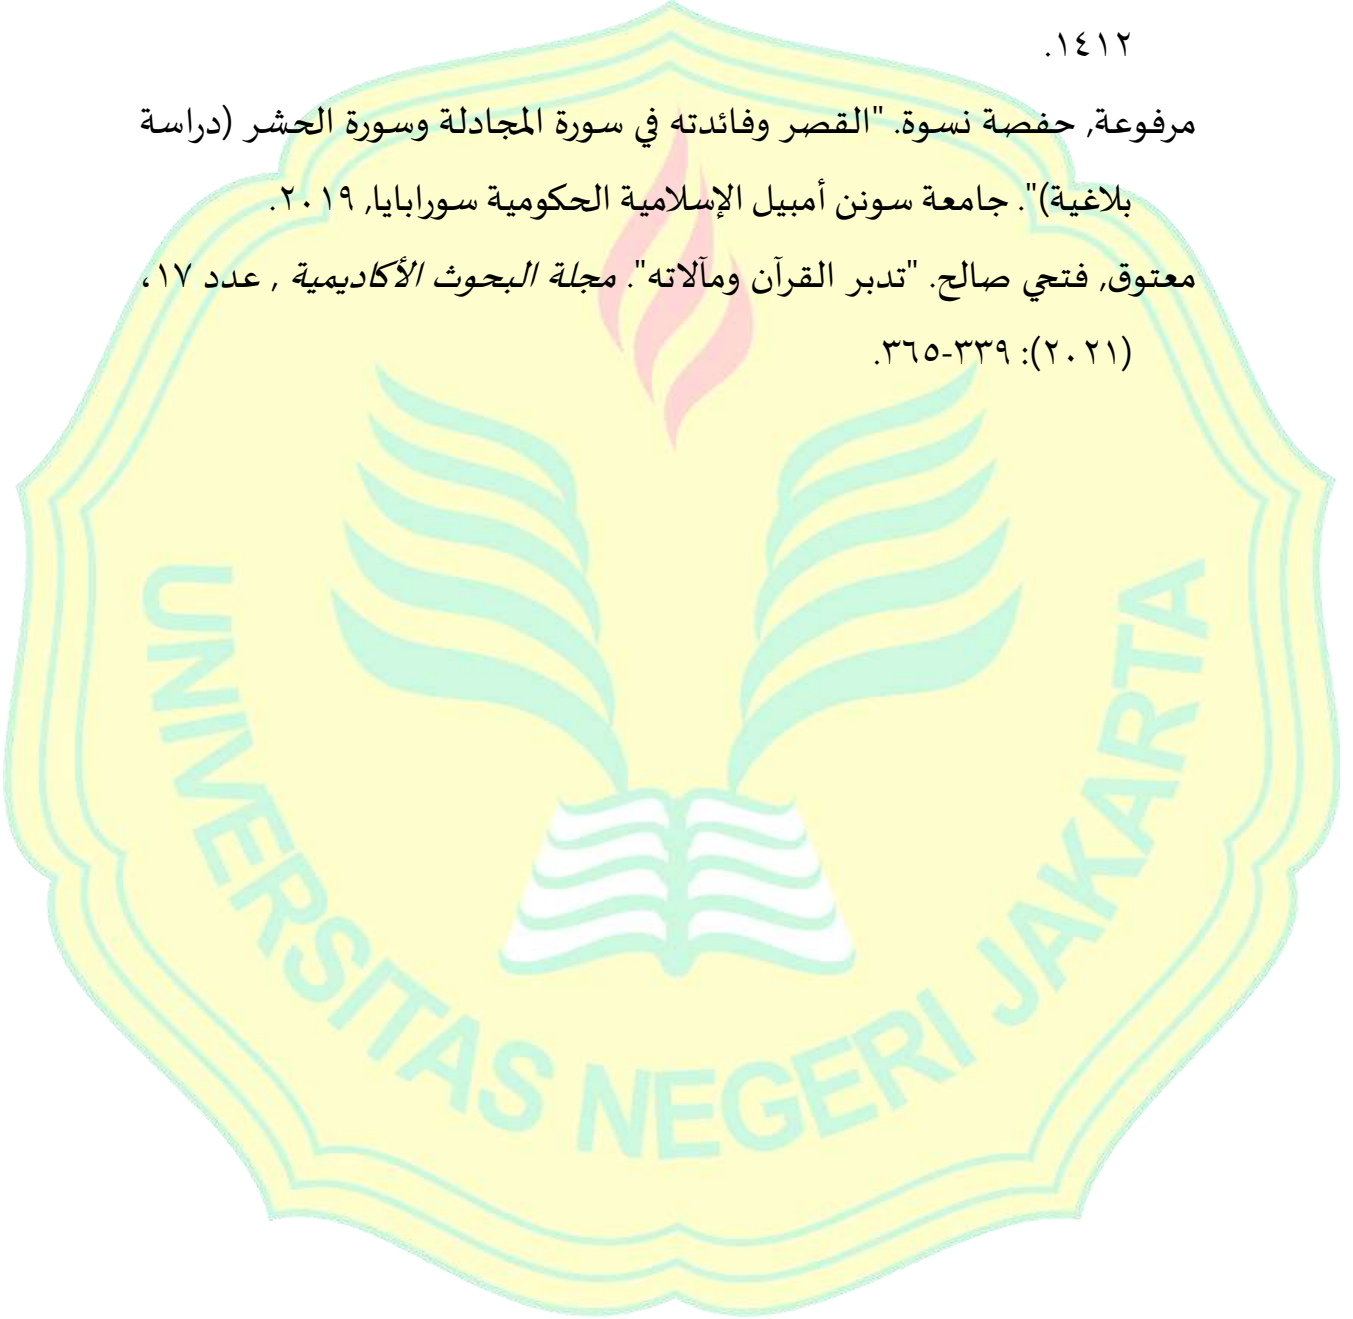 ١٤١٢.
مرفوعة, حفصة نسوة. "القصر وفائدته في سورة المجادلة وسورة الحشر (دراسة
بلاغية)". جامعة سونن أمبيل الإسلامية الحكومية سورابايا, ٢٠١٩.
معتوق, فتحي صالح. "تدبر القرآن ومآلاته". مجلة البحوث الأكاديمية , عدد ١٧،
(٢٠٢١): ٣٣٩-٣٦٥.
UNIVERSITAS NEGERI JAKARTA